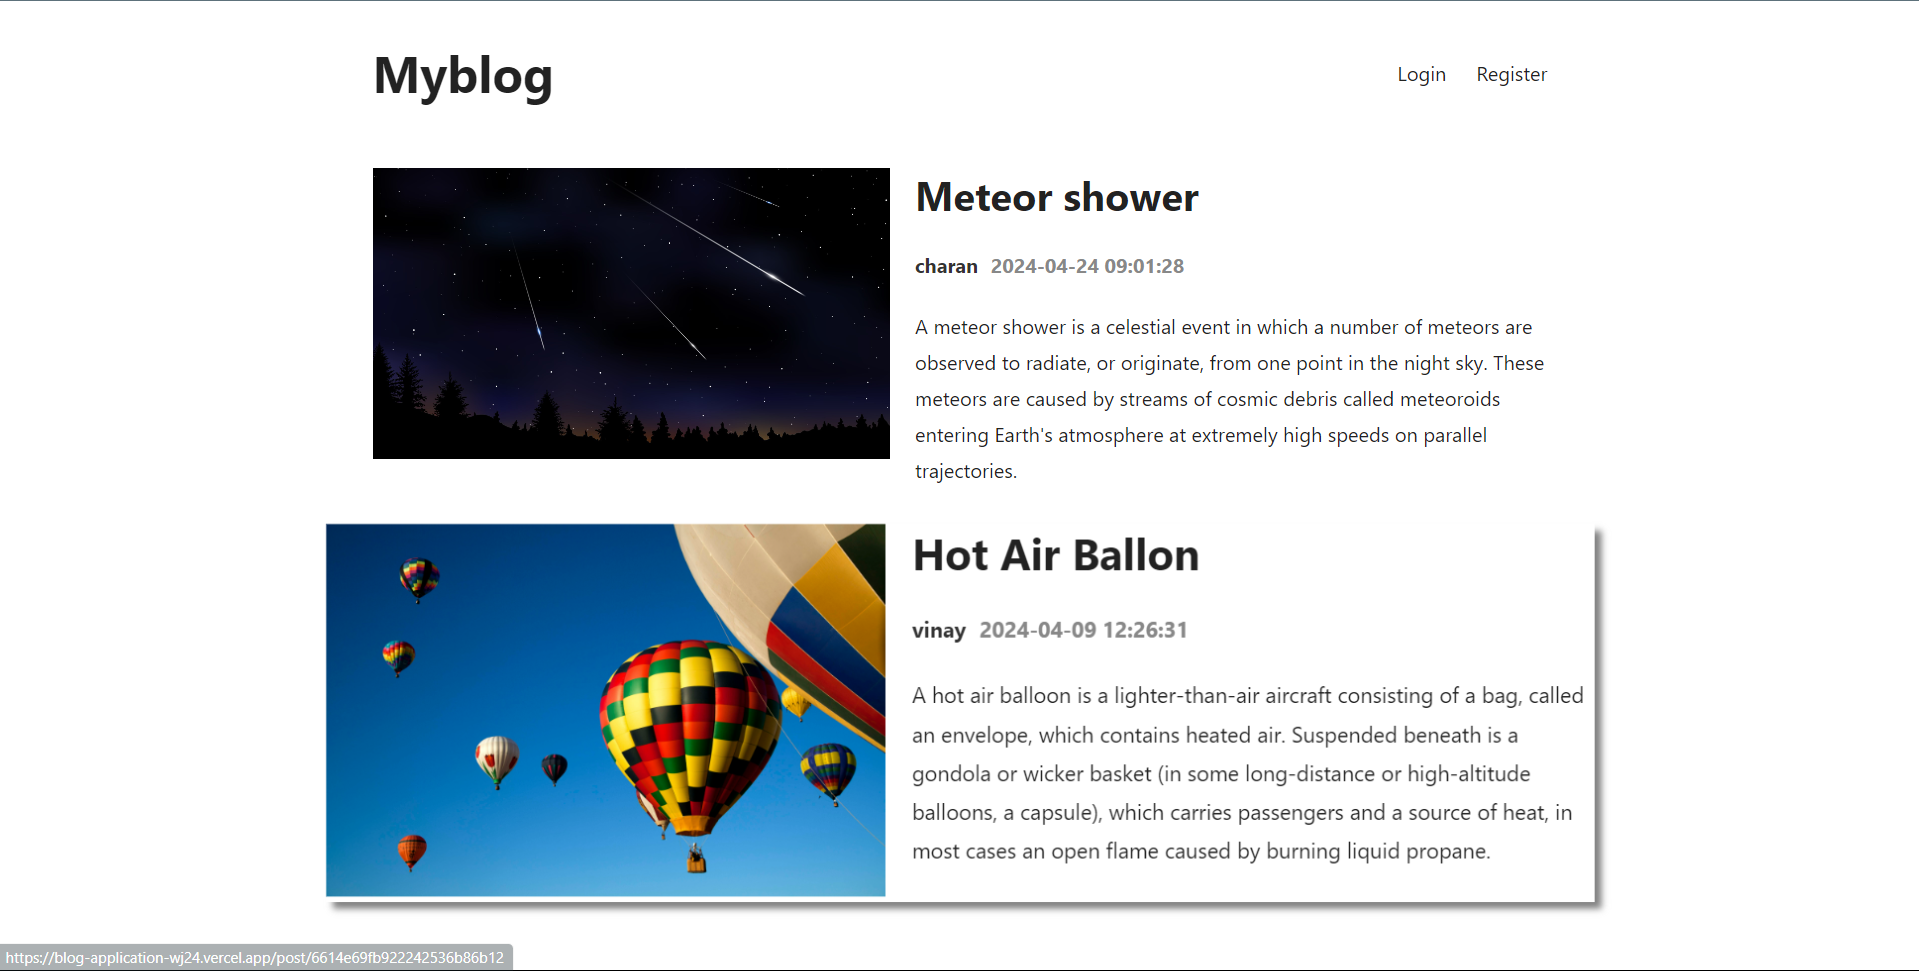 Myblog
Login Register
Meteor shower
charan 2024-04-24 09:01:28
A meteor shower is a celestial event in which a number of meteors are
observed to radiate, or originate, from one point in the night sky. These
meteors are caused by streams of cosmic debris called meteoroids
entering Earth's atmosphere at extremely high speeds on parallel
trajectories.
Hot Air Ballon
vinay 2024-04-09 12:26:31
A hot air balloon is a lighter-than-air aircraft consisting of a bag, called
an envelope, which contains heated air. Suspended beneath is a
gondola or wicker basket (in some long-distance or high-altitude
balloons, a capsule), which carries passengers and a source of heat, in
most cases an open flame caused by burning liquid propane.
https://blog-application-wj24.vercel.app/post/6614e69fb922242536b86b12